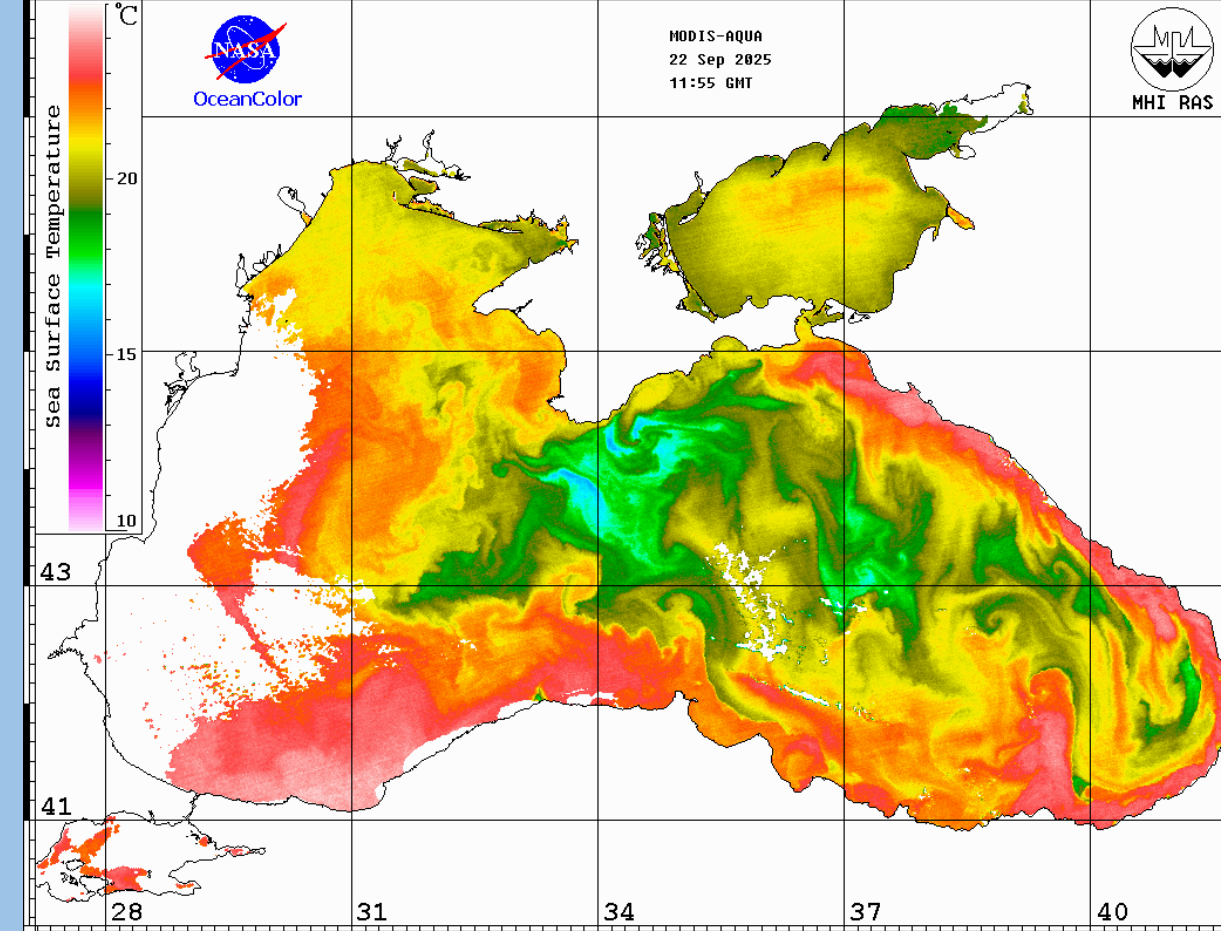 °C
NASA
OceanColor
MODIS-AQUA
22 Sep 2025
11:55 GMT
MHI RAS
Sea Surface Temperature
20
15
10
43
41
28
31
34
37
40